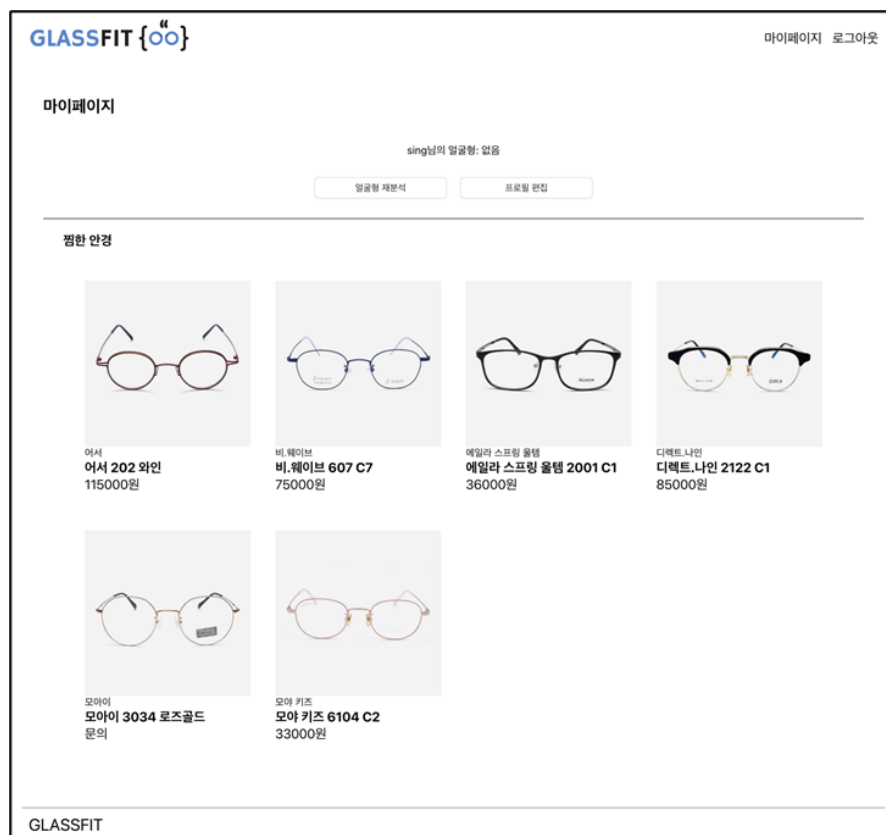 GLASSFIT {oo}
마이페이지 로그아웃
마이페이지
sing님의 얼굴형: 없음
얼굴형 재분석 프로필 편집
찜한 안경
어서 비.웨이브 에일라 스프링 울템 디렉트.나인
어서 202 와인 비.웨이브 607 C7 에일라 스프링 울템 2001 C1 디렉트.나인 2122 C1
115000원 75000원 36000원 85000원
모아이 모야 키즈
모아이 3034 로즈골드 모야 키즈 6104 C2
문의 33000원
GLASSFIT